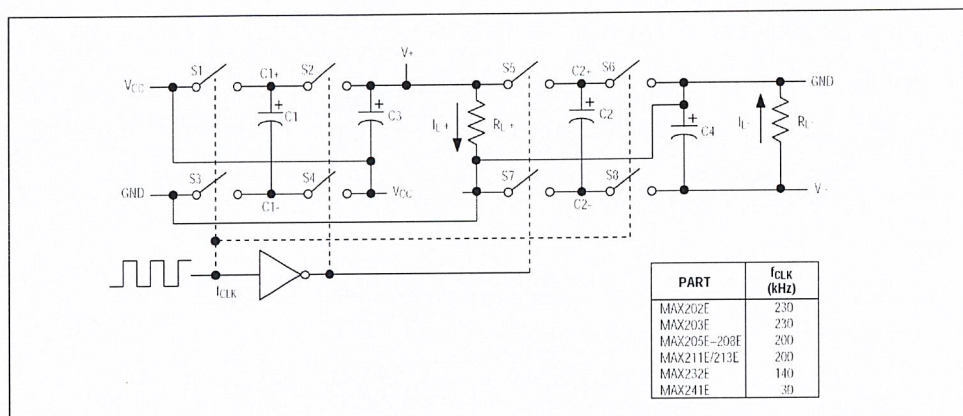 V+
S1
S2
S5
S6
C1+
C2+
VCC
GND
C1
C3
IL+
RL+
C2
C4
IL-
RL-
S3
S4
S7
S8
GND
VCC
V-
C1-
C2-
fCLK
PART fCLK (kHz)
MAX202E 230
MAX203E 230
MAX205E–208E 200
MAX211E/213E 200
MAX232E 140
MAX241E 30